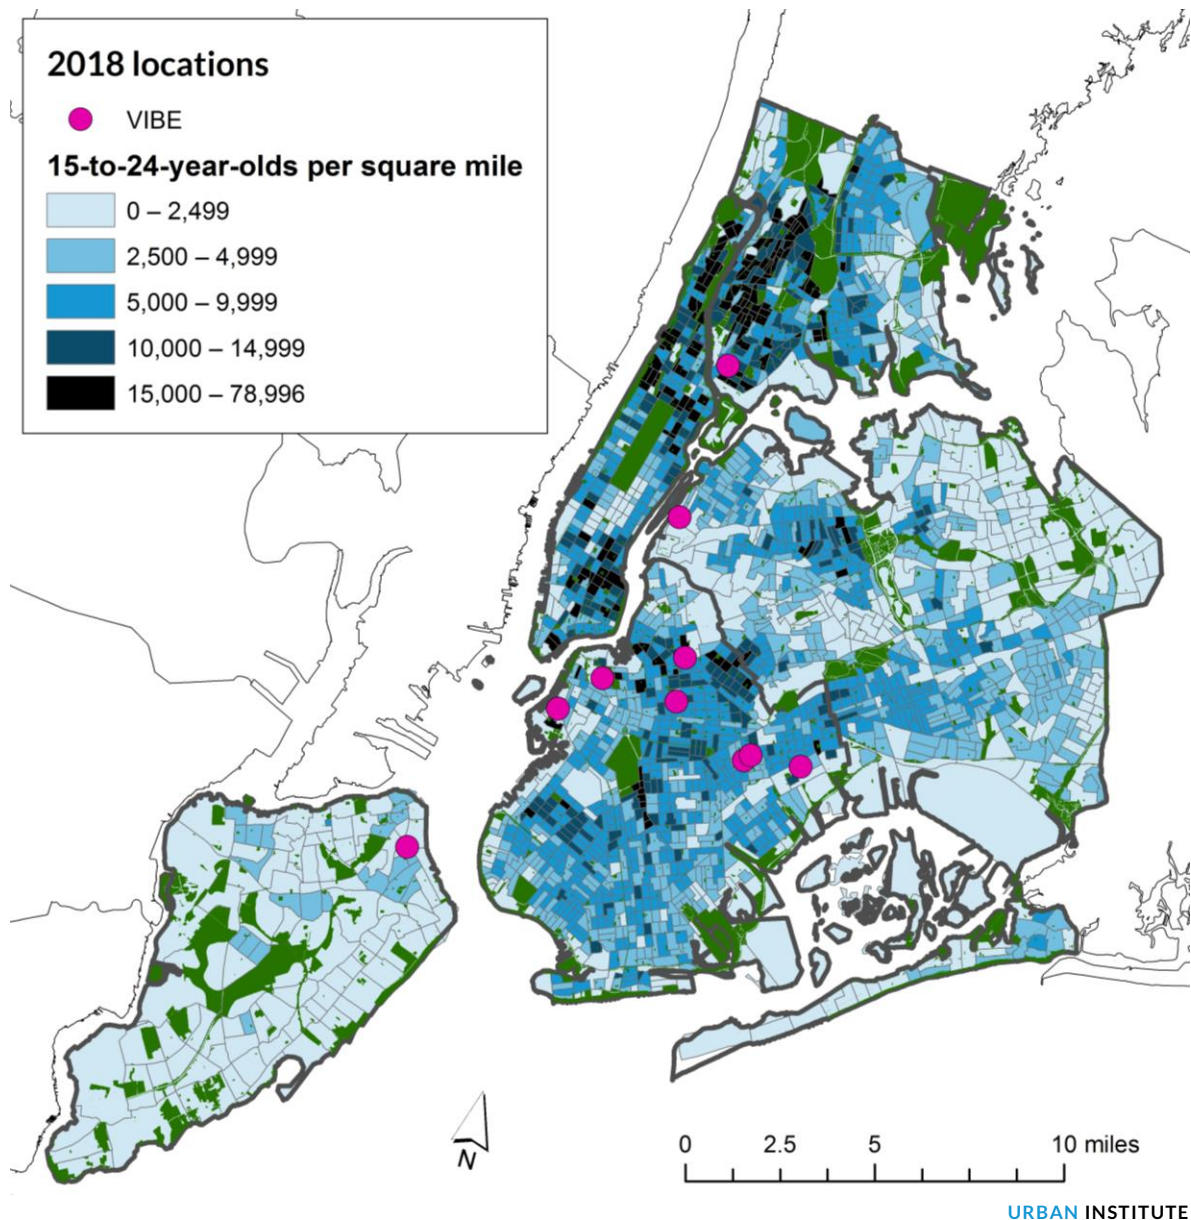 2018 locations
VIBE
15-to-24-year-olds per square mile
0 – 2,499
2,500 – 4,999
5,000 – 9,999
10,000 – 14,999
15,000 – 78,996
N
0 2.5 5 10 miles
URBAN INSTITUTE